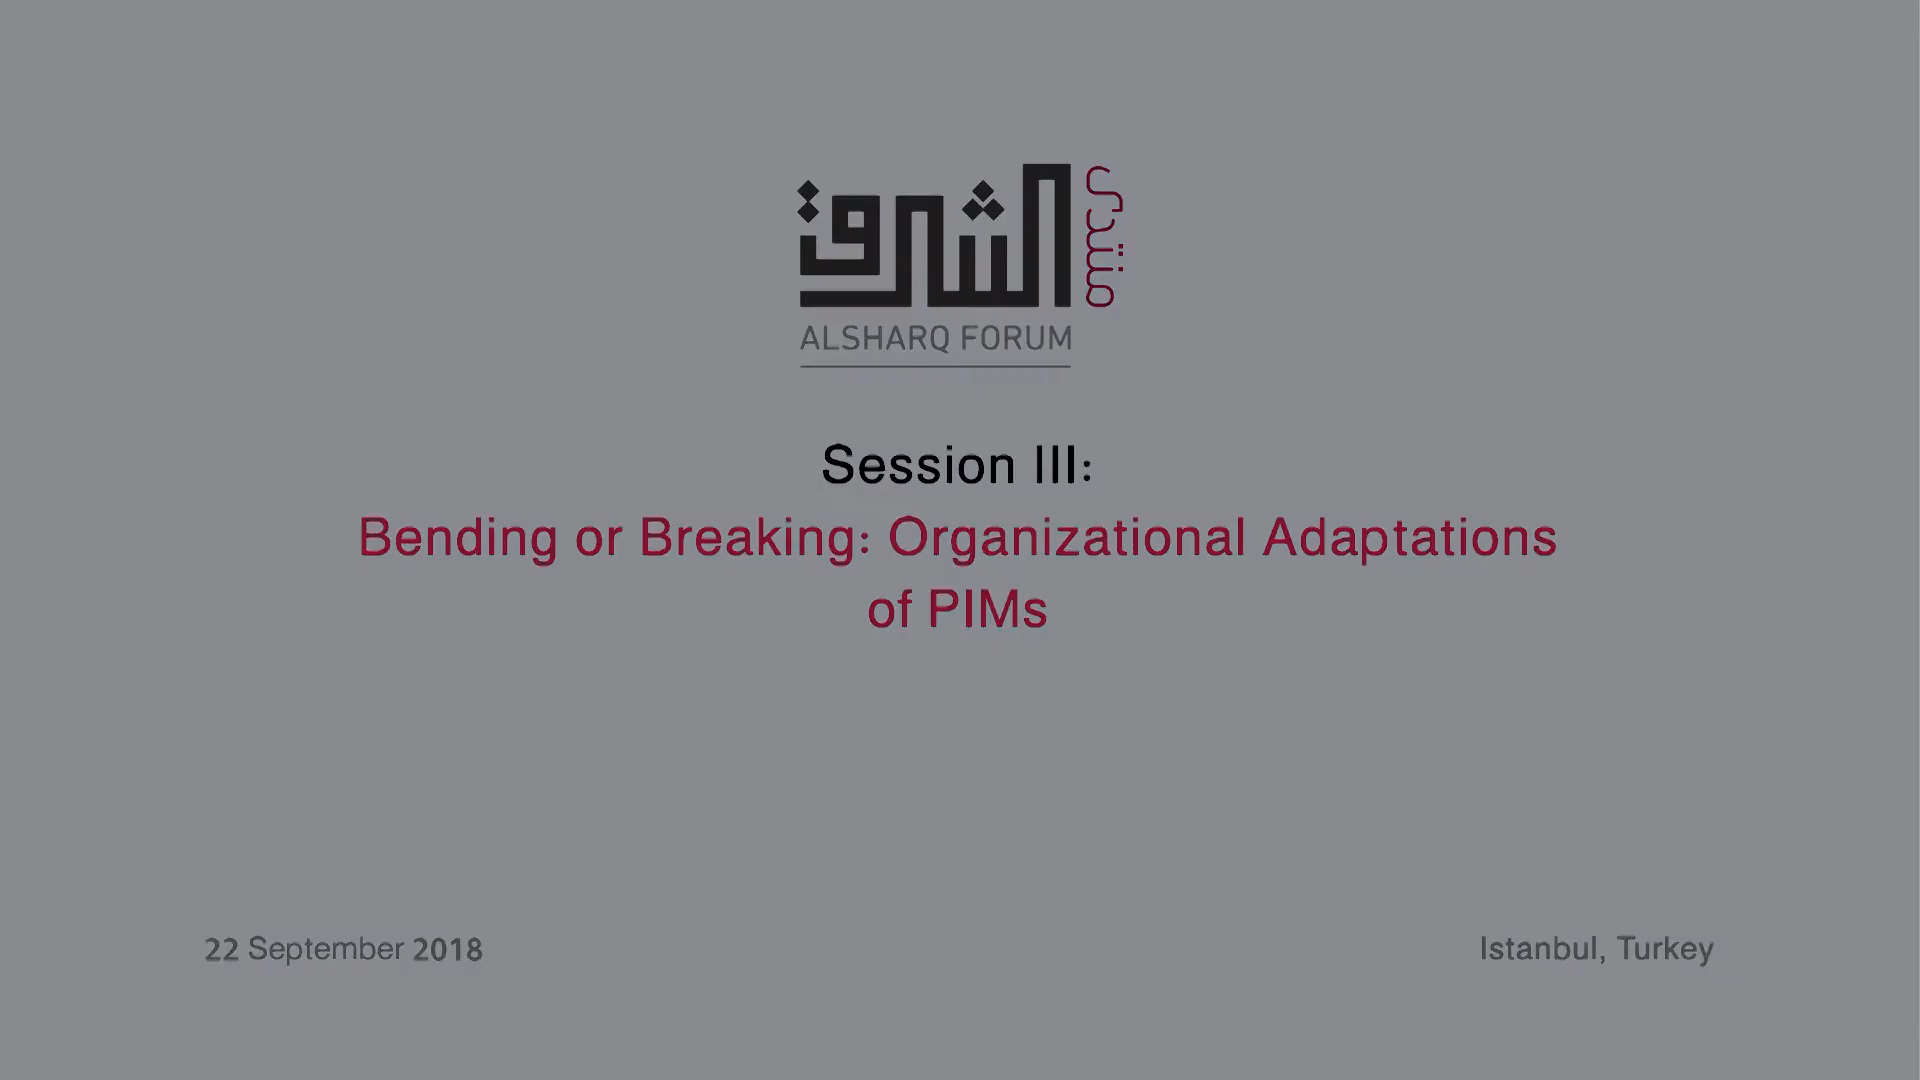 الشرق
منتدى
ALSHARQ FORUM
Session III:
Bending or Breaking: Organizational Adaptations
of PIMs
22 September 2018
Istanbul, Turkey